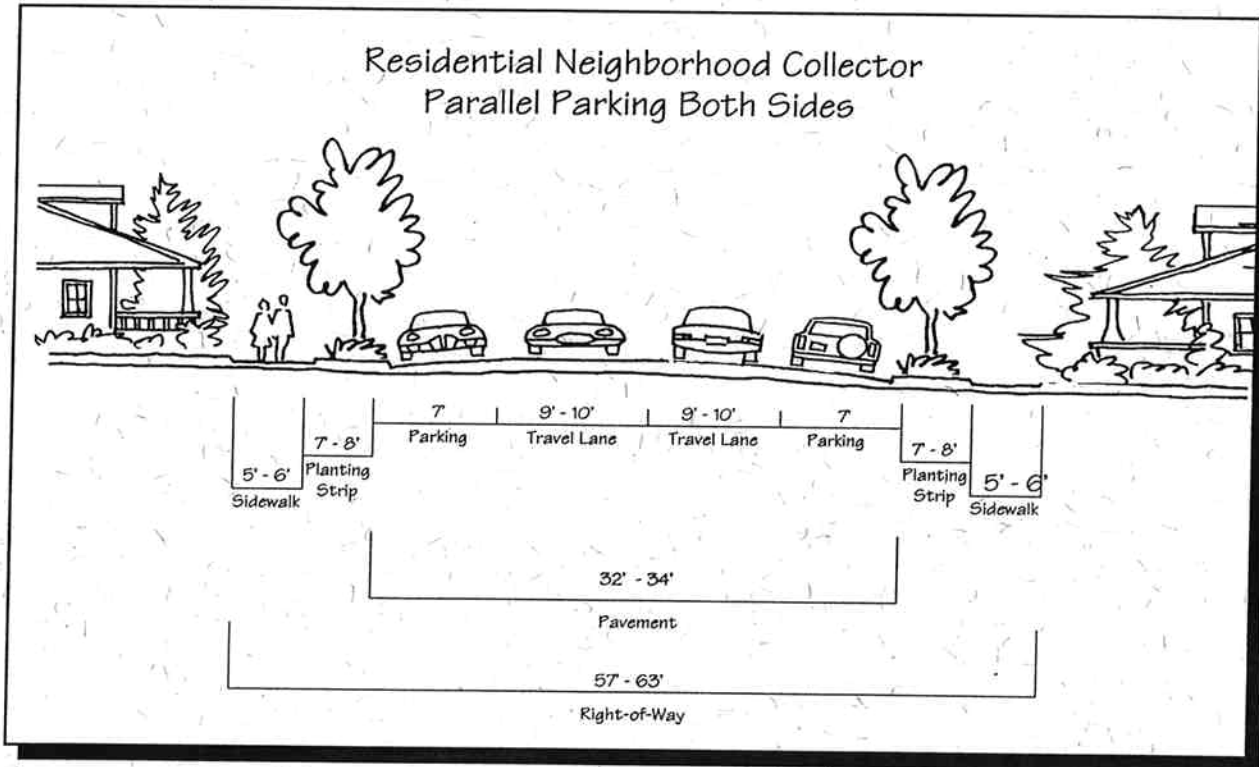 Residential Neighborhood Collector
Parallel Parking Both Sides
7'
Parking
9' - 10'
Travel Lane
9' - 10'
Travel Lane
7'
Parking
7' - 8'
Planting
Strip
5' - 6'
Sidewalk
7' - 8'
Planting
Strip
5' - 6'
Sidewalk
32' - 34'
Pavement
57' - 63'
Right-of-Way